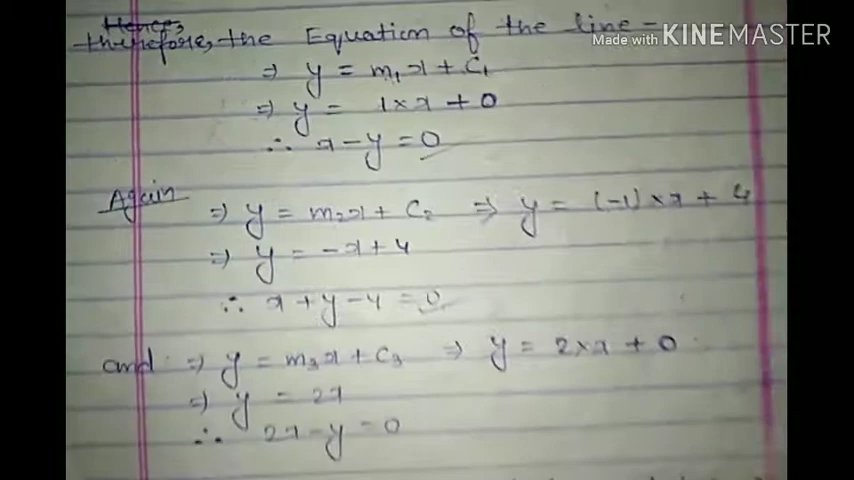 Hence,
therefore, the Equation of the line -
Made with KINEMASTER
⇒ y = m₁x + c₁
⇒ y = 1×x + 0
∴ x - y = 0
Again ⇒ y = m₂x + c₂ ⇒ y = (-1)×x + 4
⇒ y = -x + 4
∴ x + y - 4 = 0
and ⇒ y = m₃x + c₃ ⇒ y = 2×x + 0
⇒ y = 2x
∴ 2x - y = 0